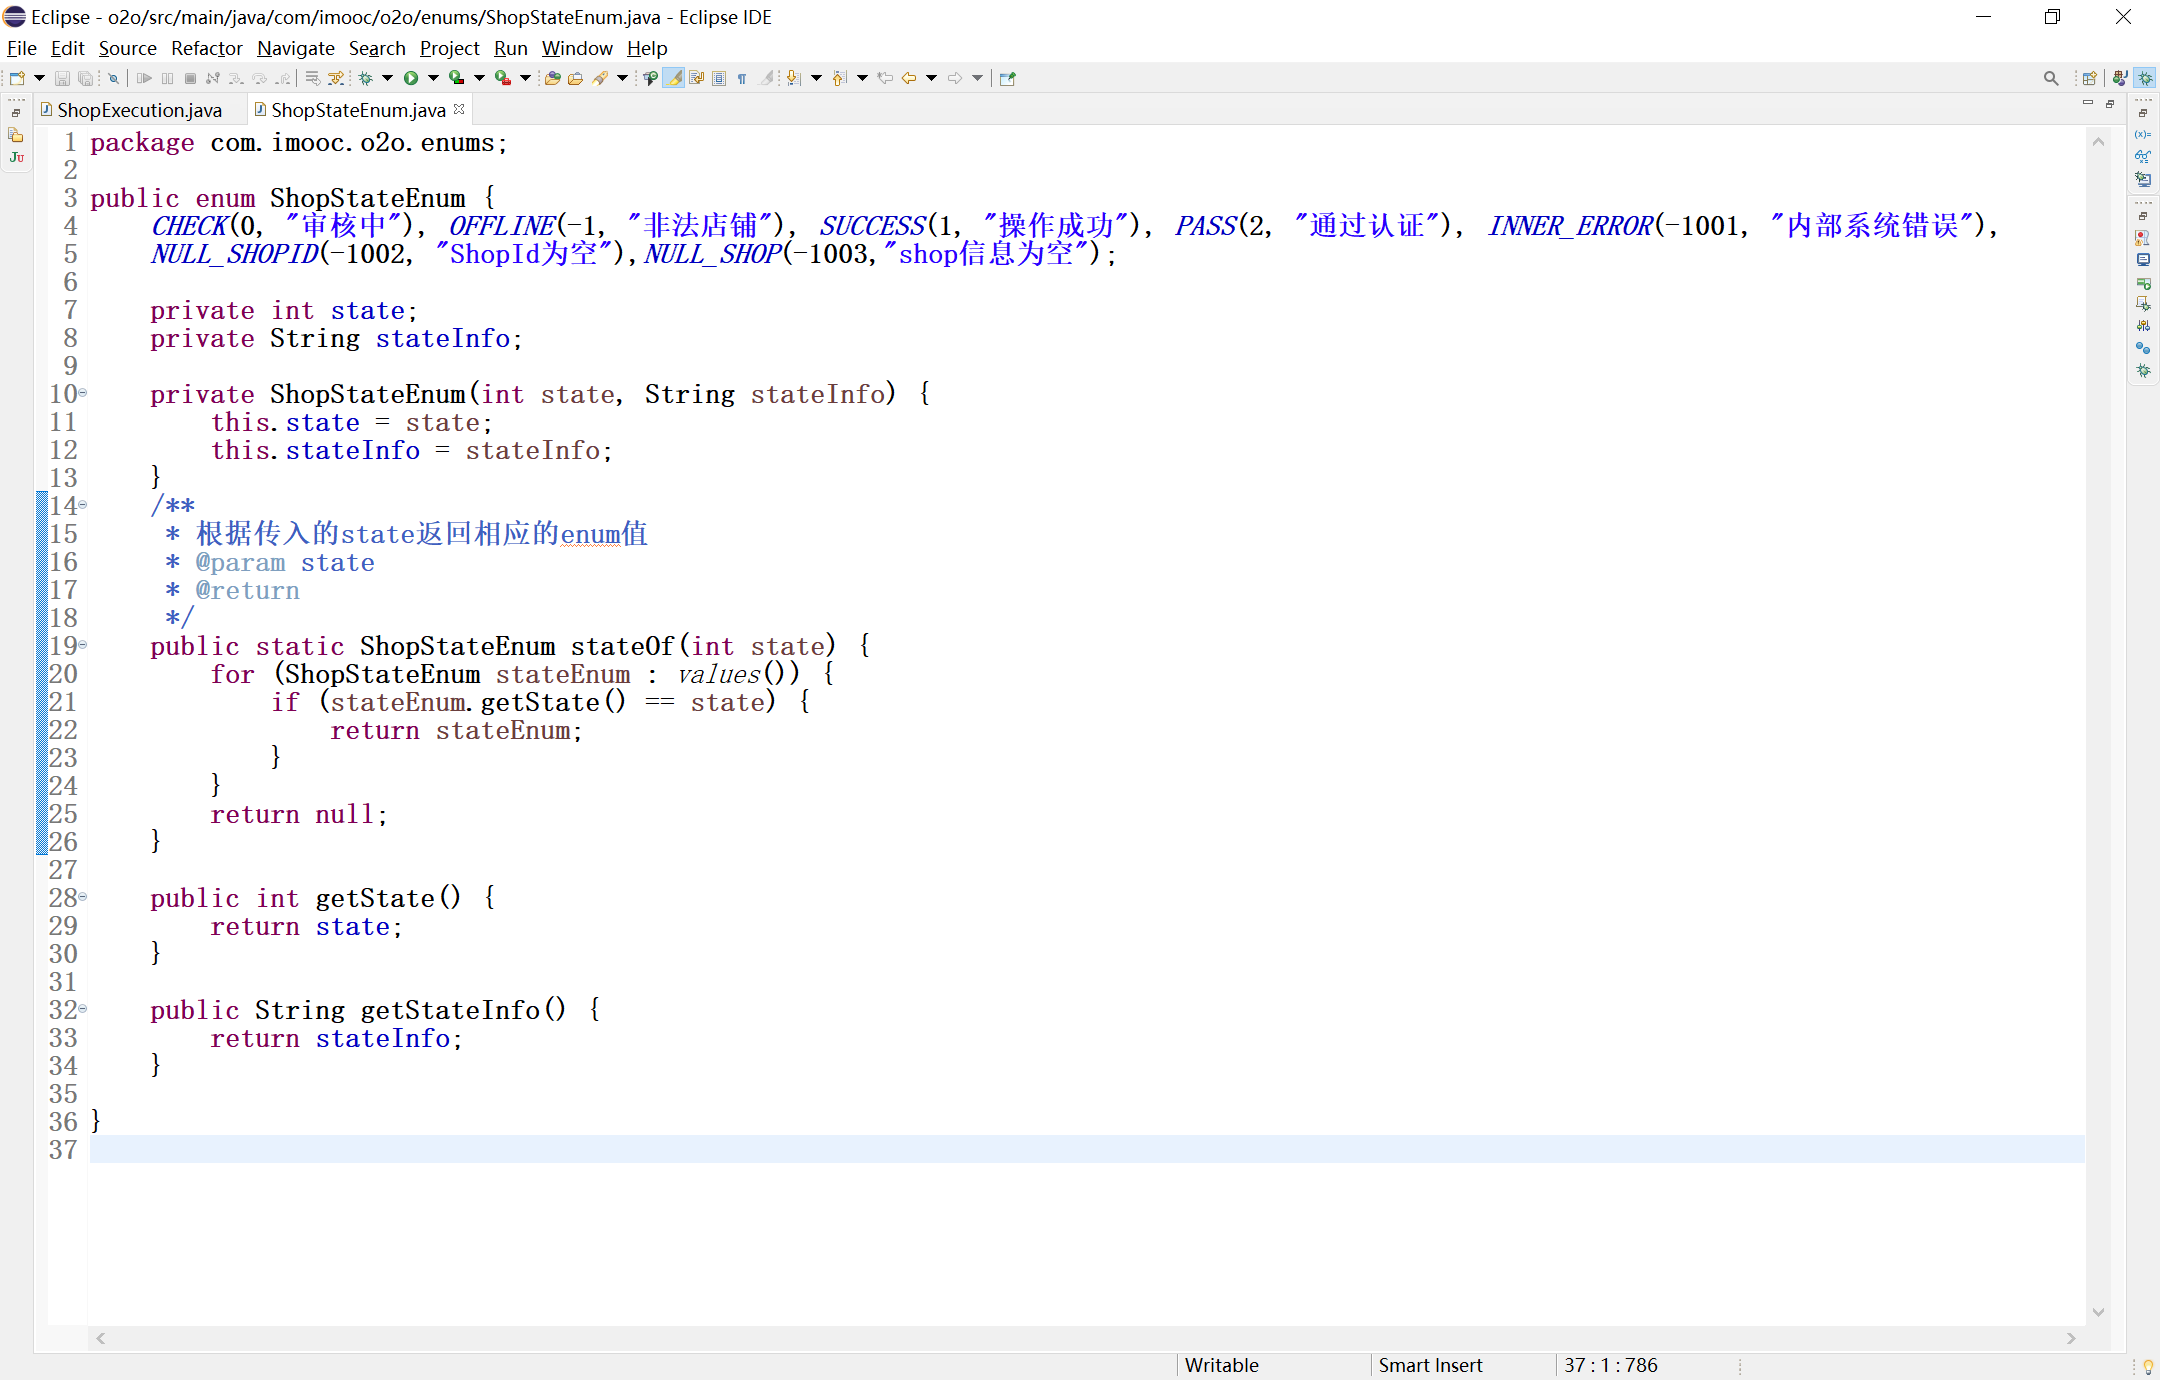 Eclipse - o2o/src/main/java/com/imooc/o2o/enums/ShopStateEnum.java - Eclipse IDE
File Edit Source Refactor Navigate Search Project Run Window Help
ShopExecution.java ShopStateEnum.java
1 package com.imooc.o2o.enums;
2
3 public enum ShopStateEnum {
4 CHECK(0, "审核中"), OFFLINE(-1, "非法店铺"), SUCCESS(1, "操作成功"), PASS(2, "通过认证"), INNER_ERROR(-1001, "内部系统错误"),
5 NULL_SHOPID(-1002, "ShopId为空"),NULL_SHOP(-1003,"shop信息为空");
6
7 private int state;
8 private String stateInfo;
9
10 private ShopStateEnum(int state, String stateInfo) {
11 this.state = state;
12 this.stateInfo = stateInfo;
13 }
14 /**
15 * 根据传入的state返回相应的enum值
16 * @param state
17 * @return
18 */
19 public static ShopStateEnum stateOf(int state) {
20 for (ShopStateEnum stateEnum : values()) {
21 if (stateEnum.getState() == state) {
22 return stateEnum;
23 }
24 }
25 return null;
26 }
27
28 public int getState() {
29 return state;
30 }
31
32 public String getStateInfo() {
33 return stateInfo;
34 }
35
36 }
37
Writable Smart Insert 37 : 1 : 786